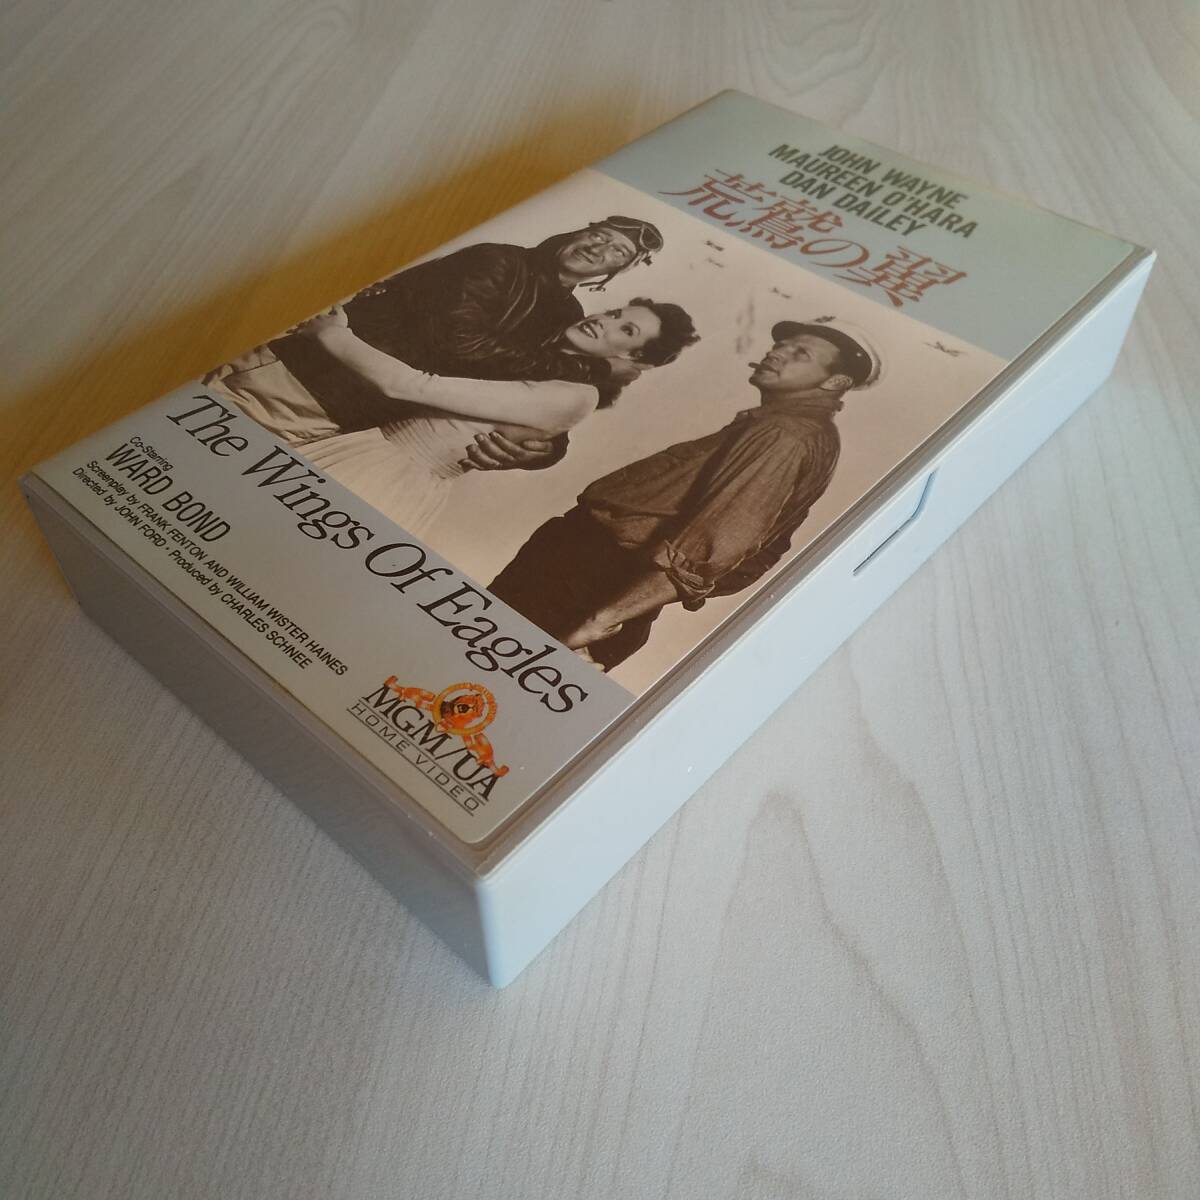 JOHN WAYNE
MAUREEN O'HARA
DAN DAILEY
荒鷲の翼
The Wings Of Eagles
Co-Starring
WARD BOND
Screenplay by FRANK FENTON AND WILLIAM WISTER HAINES
Directed by JOHN FORD · Produced by CHARLES SCHNEE
MGM/UA
HOME VIDEO